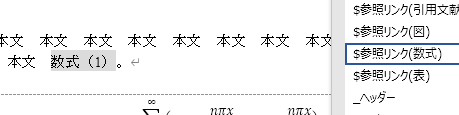 本文 本文 本文 本文 本文 本文 本文 本文
本文 数式（1）。↵
∞
nπx nπx
$参照リンク(引用文献
$参照リンク(図)
$参照リンク(数式)
$参照リンク(表)
_ヘッダー